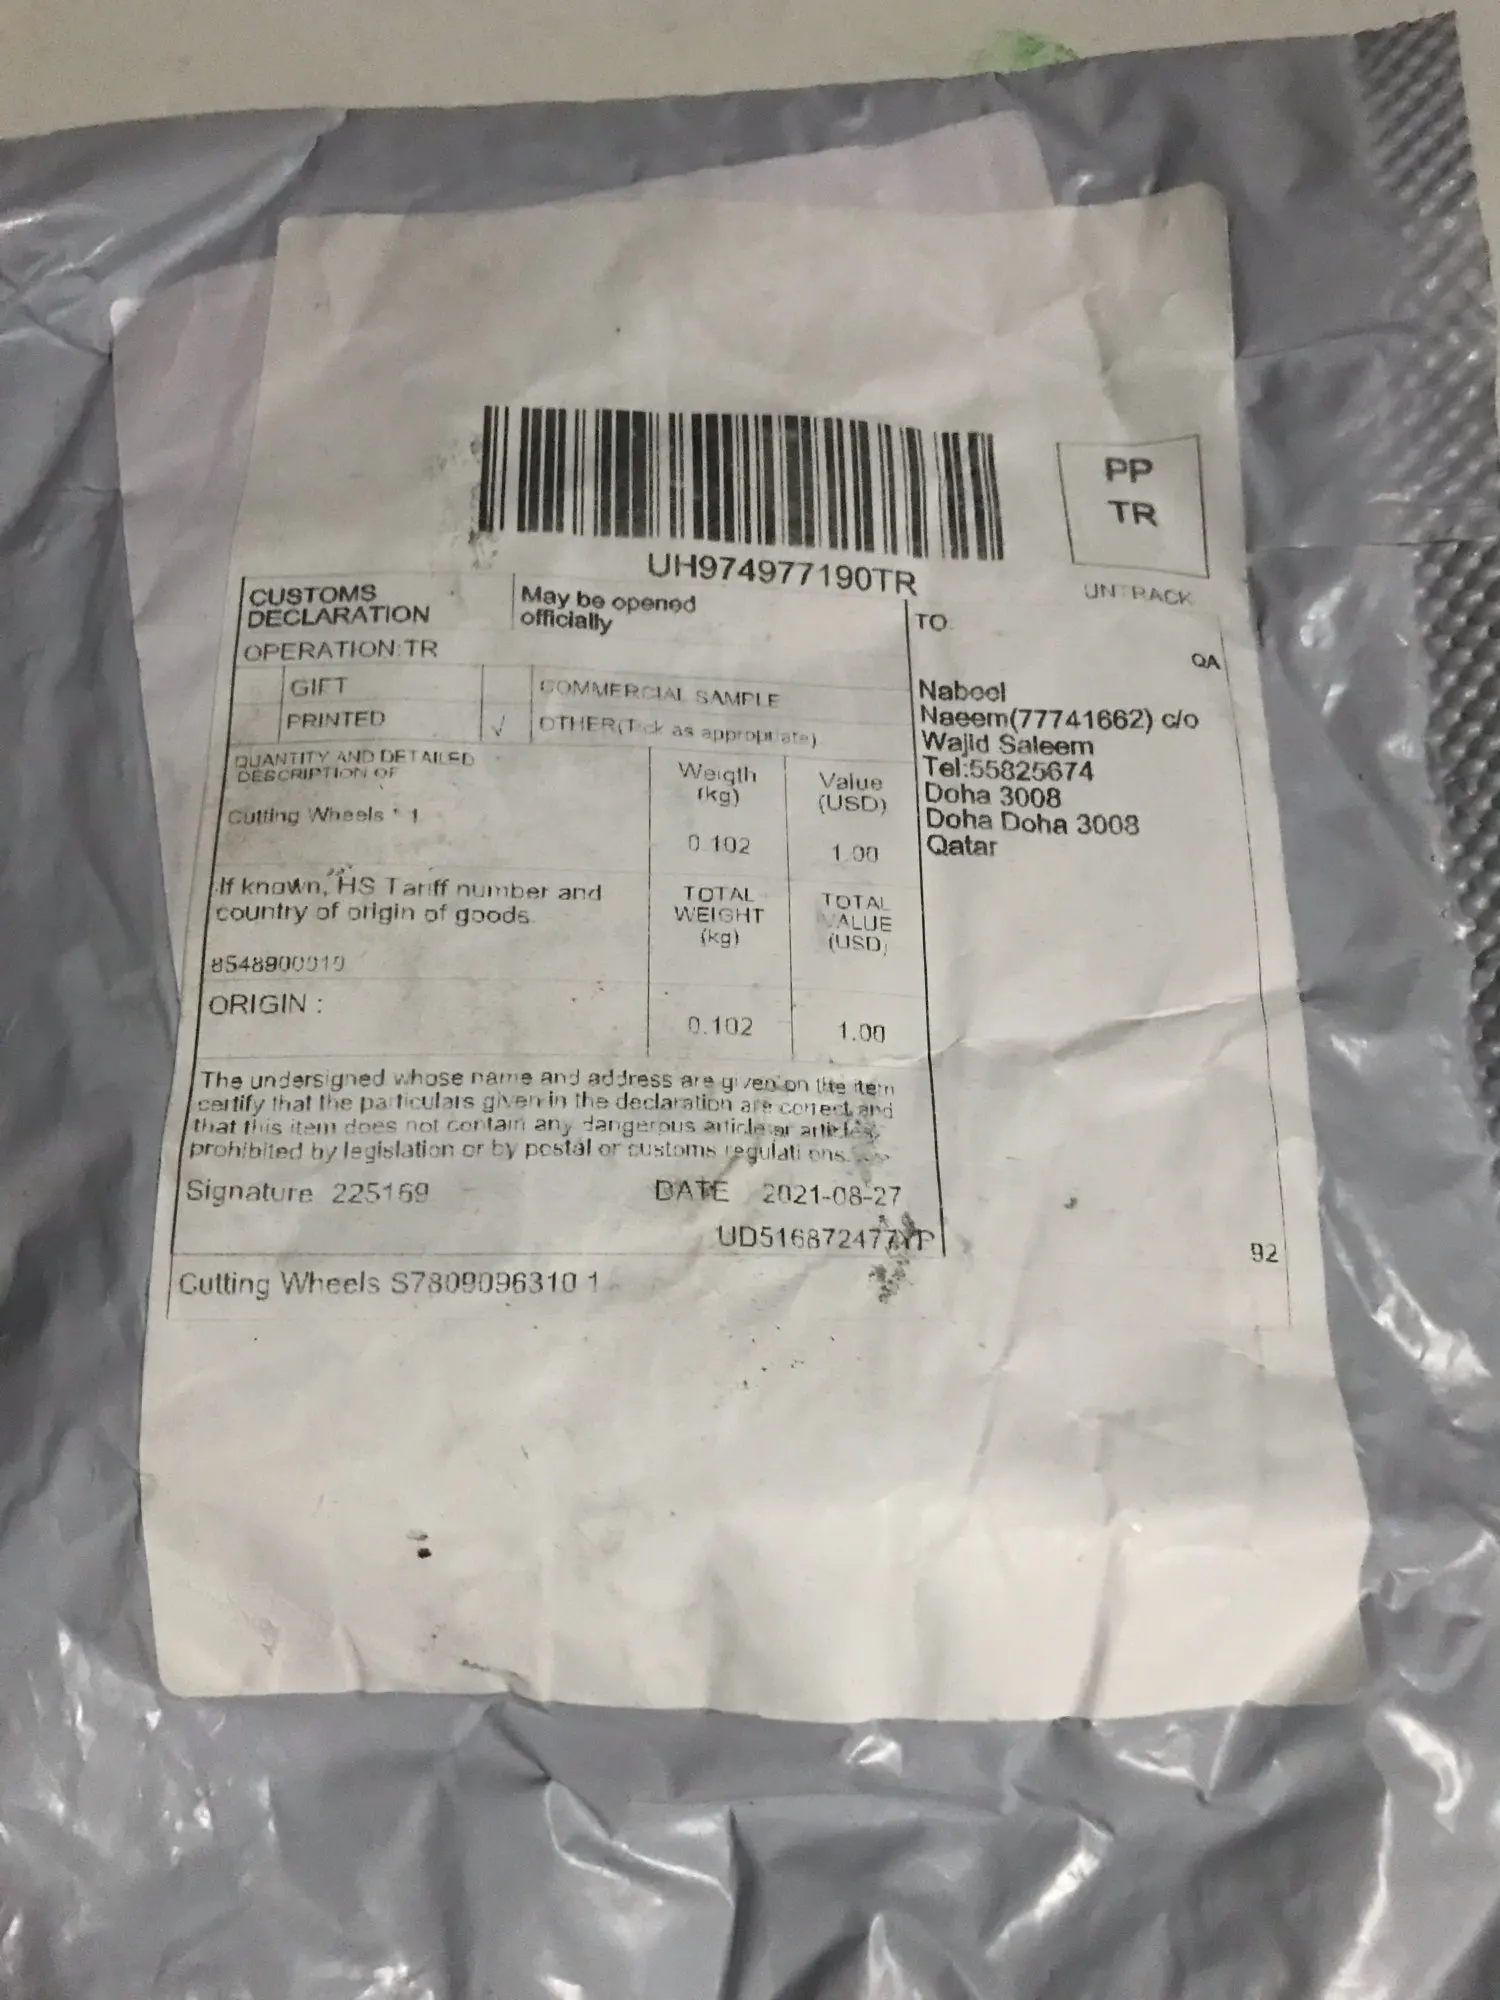 UH974977190TR
PP
TR
UNTRACK
CUSTOMS
DECLARATION
May be opened
officially
OPERATION:TR
GIFT
COMMERCIAL SAMPLE
PRINTED
√
OTHER(Tick as appropriate)
QUANTITY AND DETAILED
DESCRIPTION OF
Weigth
(kg)
Value
(USD)
Cutting Wheels * 1
0.102
1.00
If known, HS Tariff number and
country of origin of goods.
TOTAL
WEIGHT
(kg)
TOTAL
VALUE
(USD)
8548900019
ORIGIN :
0.102
1.00
The undersigned whose name and address are given on the item
certify that the particulars given in the declaration are correct and
that this item does not contain any dangerous article or articles
prohibited by legislation or by postal or customs regulations.
Signature 225169
DATE 2021-08-27
UD516872477YP
Cutting Wheels S7809096310 1
TO
QA
Nabeel
Naeem(77741662) c/o
Wajid Saleem
Tel:55825674
Doha 3008
Doha Doha 3008
Qatar
92